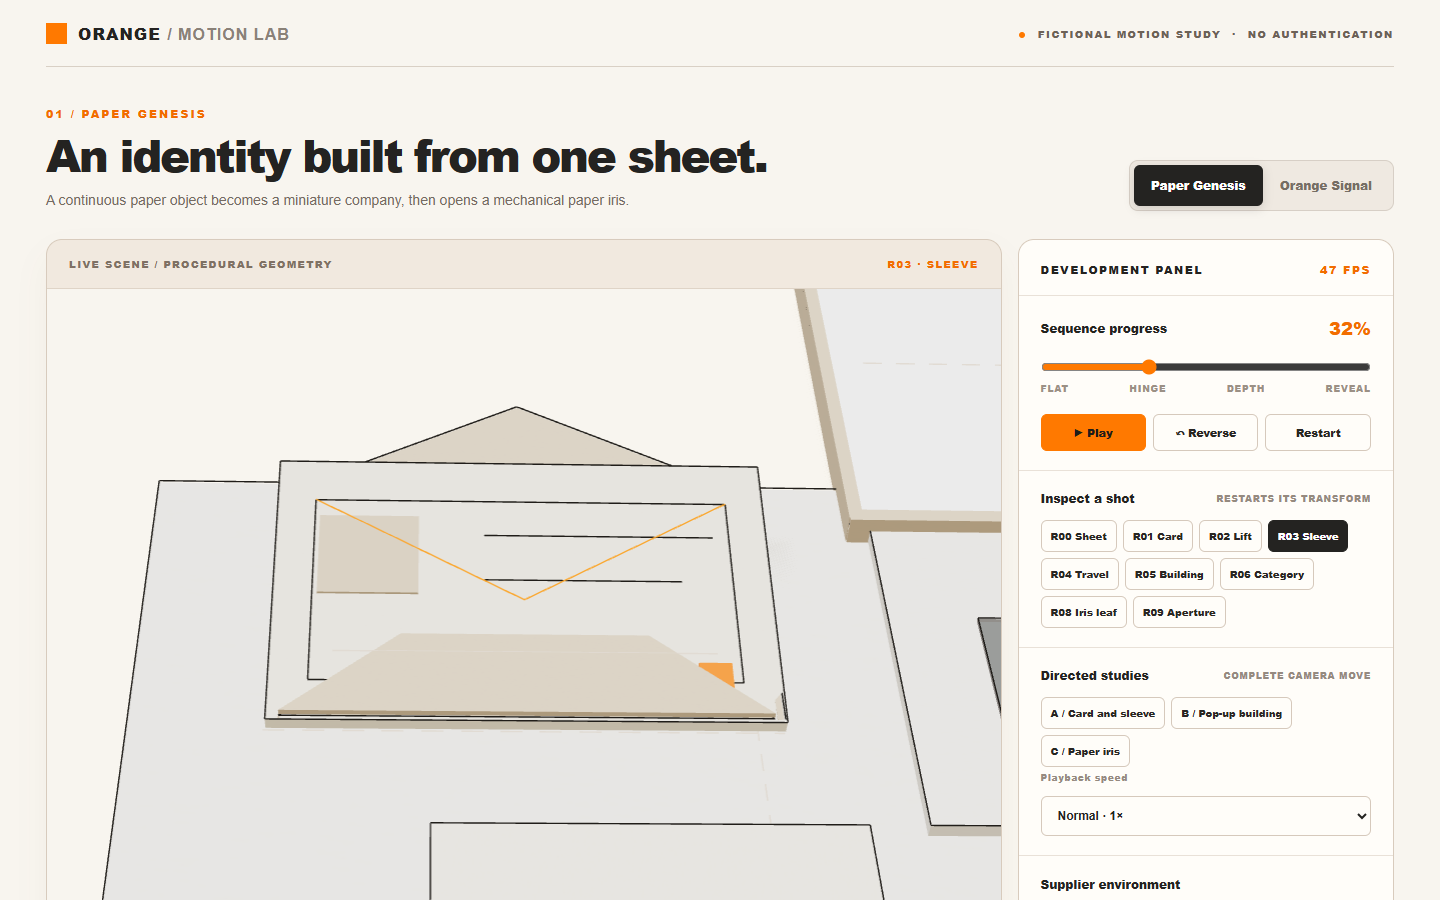 ORANGE / MOTION LAB
FICTIONAL MOTION STUDY · NO AUTHENTICATION
01 / PAPER GENESIS
An identity built from one sheet.
A continuous paper object becomes a miniature company, then opens a mechanical paper iris.
Paper Genesis
Orange Signal
LIVE SCENE / PROCEDURAL GEOMETRY
R03 · SLEEVE
DEVELOPMENT PANEL
47 FPS
Sequence progress
32%
FLAT
HINGE
DEPTH
REVEAL
Play
Reverse
Restart
Inspect a shot
RESTARTS ITS TRANSFORM
R00 Sheet
R01 Card
R02 Lift
R03 Sleeve
R04 Travel
R05 Building
R06 Category
R08 Iris leaf
R09 Aperture
Directed studies
COMPLETE CAMERA MOVE
A / Card and sleeve
B / Pop-up building
C / Paper iris
Playback speed
Normal · 1×
Supplier environment